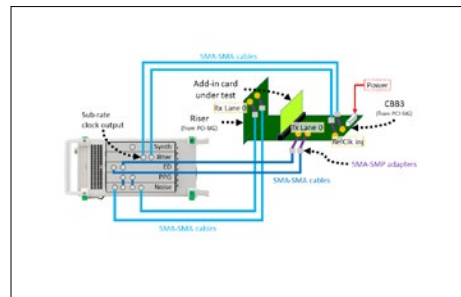 SMA-SMA cables
Add-in card
under test
Rx Lane 0
Power
CBB3
(from PCI-SIG)
Riser
(from PCI-SIG)
Tx Lane 0
RefClk inj
Sub-rate
clock output
Synth
Jitter
ED
PPG
Noise
SMA-SMP adapters
SMA-SMA cables
SMA-SMA cables